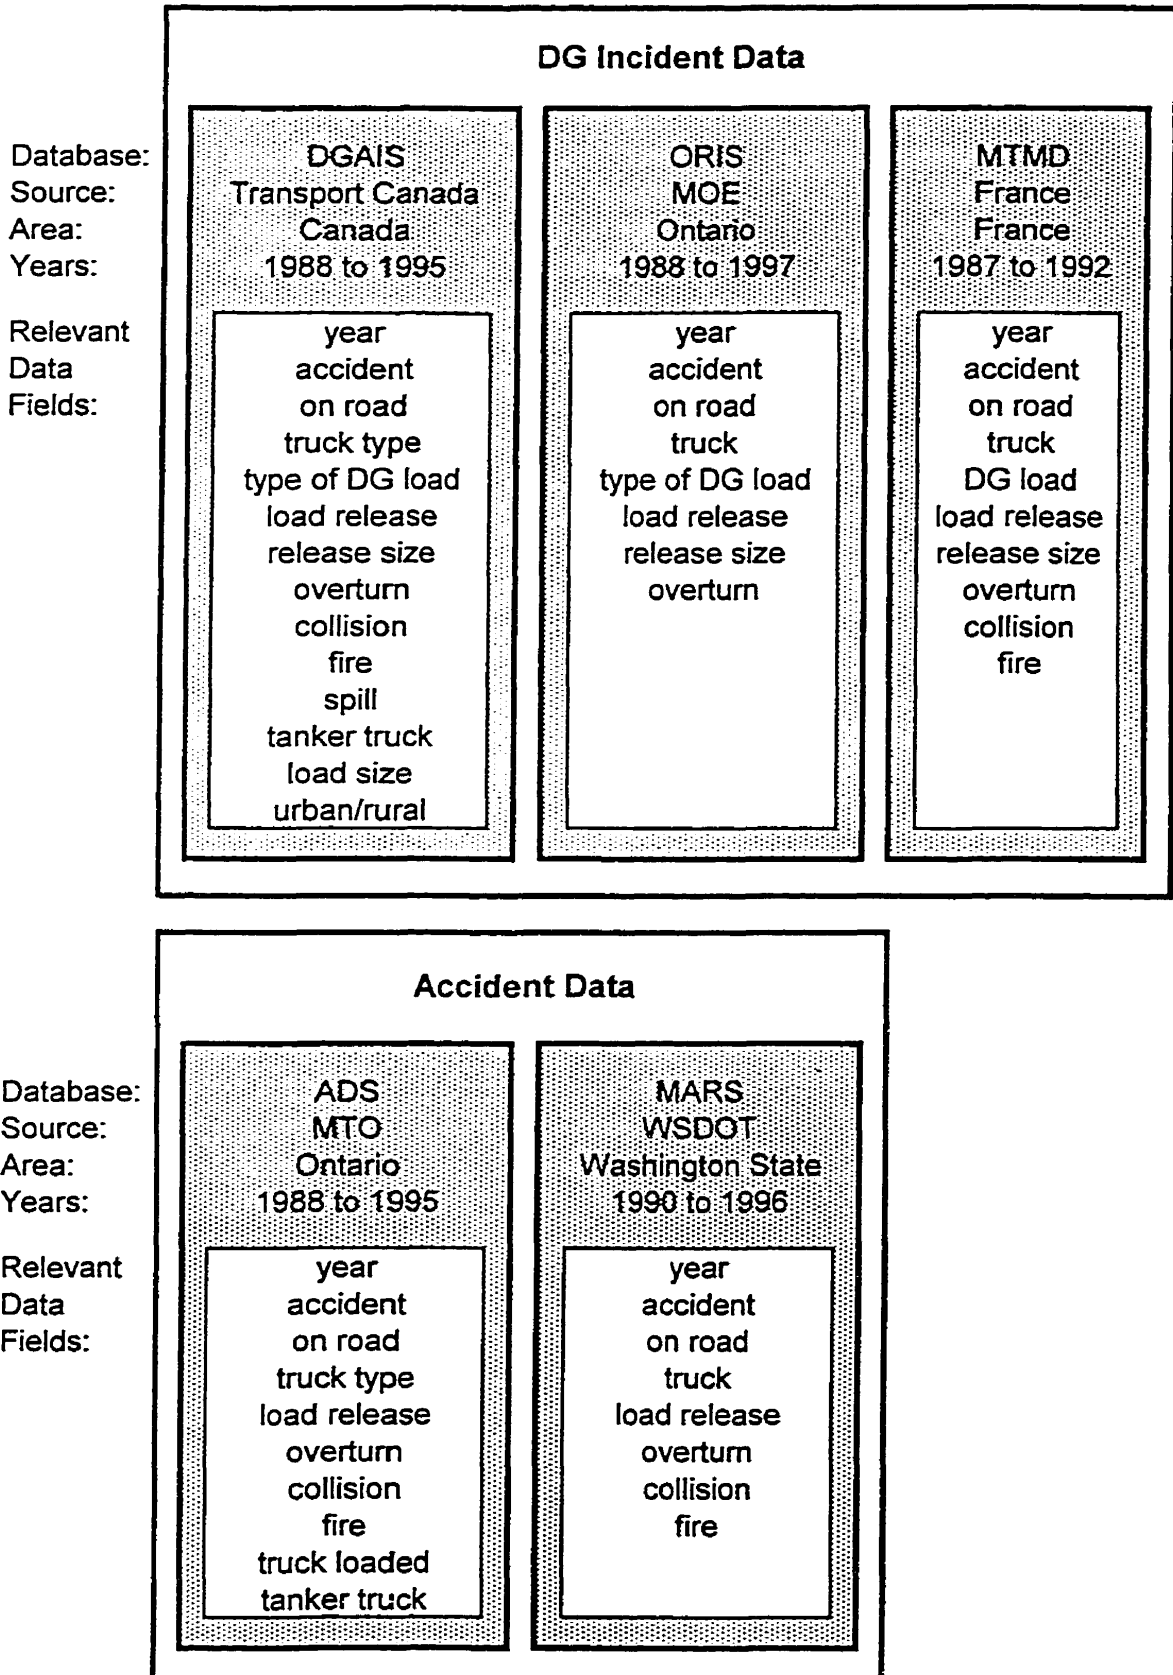 DG Incident Data
Database: DGAIS ORIS MTMD
Source: Transport Canada MOE France
Area: Canada Ontario France
Years: 1988 to 1995 1988 to 1997 1987 to 1992
Relevant year year year
Data accident accident accident
Fields: on road on road on road
truck type truck truck
type of DG load type of DG load DG load
load release load release load release
release size release size release size
overturn overturn overturn
collision collision
fire fire
spill
tanker truck
load size
urban/rural
Accident Data
Database: ADS MARS
Source: MTO WSDOT
Area: Ontario Washington State
Years: 1988 to 1995 1990 to 1996
Relevant year year
Data accident accident
Fields: on road on road
truck type truck
load release load release
overturn overturn
collision collision
fire fire
truck loaded
tanker truck